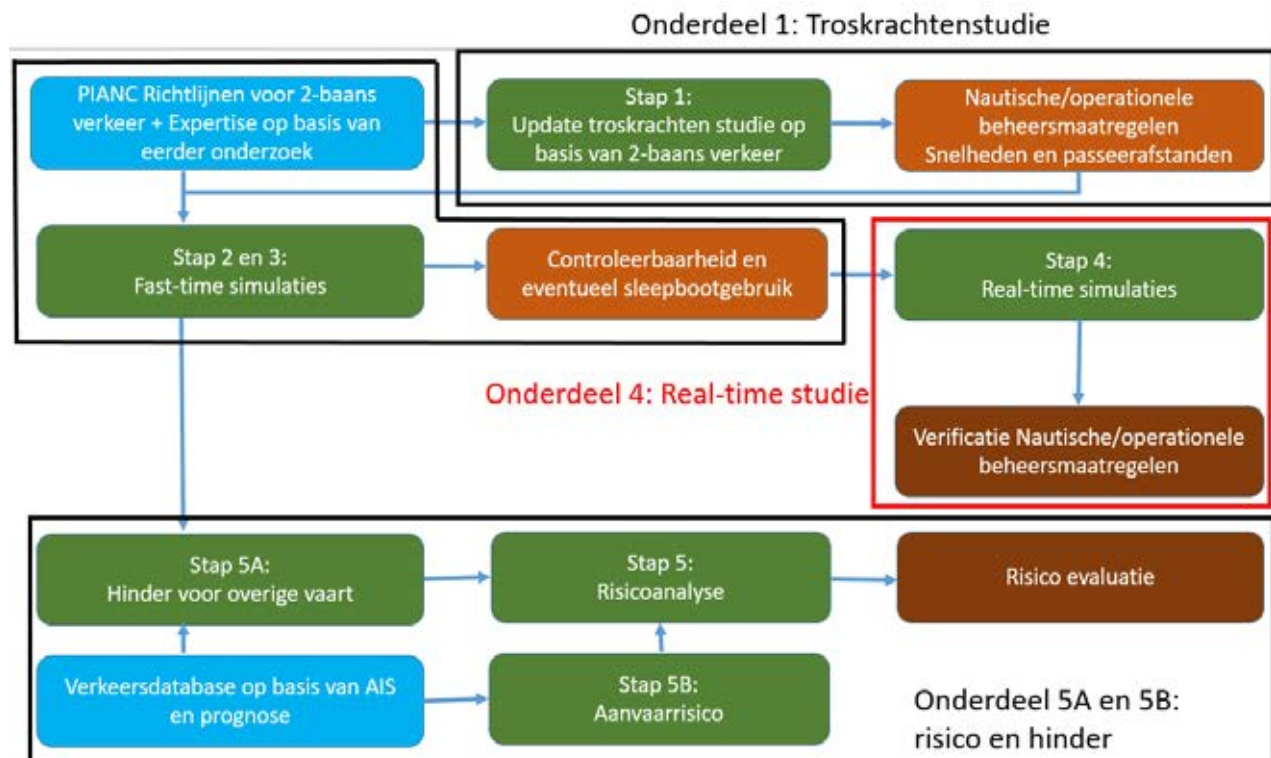 Onderdeel 1: Troskrachtenstudie
PIANC Richtlijnen voor 2-baans
verkeer + Expertise op basis van
eerder onderzoek
Stap 1:
Update troskrachten studie op
basis van 2-baans verkeer
Nautische/operationele
beheersmaatregelen
Snelheden en passeerafstanden
Stap 2 en 3:
Fast-time simulaties
Controleerbaarheid en
eventueel sleepbootgebruik
Stap 4:
Real-time simulaties
Onderdeel 4: Real-time studie
Verificatie Nautische/operationele
beheersmaatregelen
Stap 5A:
Hinder voor overige vaart
Stap 5:
Risicoanalyse
Risico evaluatie
Verkeersdatabase op basis van AIS
en prognose
Stap 5B:
Aanvaarrisico
Onderdeel 5A en 5B:
risico en hinder